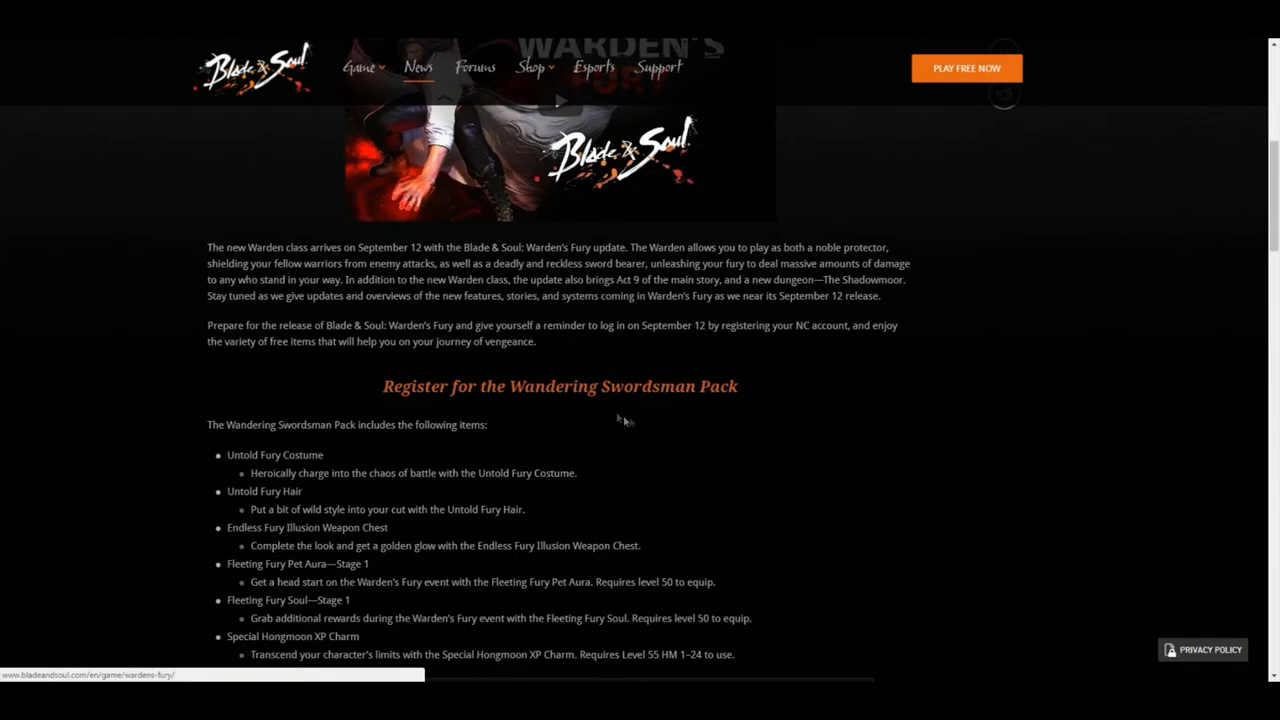 WARDEN'S
FURY
Blade & Soul
Game
News
Forums
Shop
Esports
Support
PLAY FREE NOW
Blade & Soul
The new Warden class arrives on September 12 with the Blade & Soul: Warden's Fury update. The Warden allows you to play as both a noble protector,
shielding your fellow warriors from enemy attacks, as well as a deadly and reckless sword bearer, unleashing your fury to deal massive amounts of damage
to any who stand in your way. In addition to the new Warden class, the update also brings Act 9 of the main story, and a new dungeon—The Shadowmoor.
Stay tuned as we give updates and overviews of the new features, stories, and systems coming in Warden's Fury as we near its September 12 release.
Prepare for the release of Blade & Soul: Warden's Fury and give yourself a reminder to log in on September 12 by registering your NC account, and enjoy
the variety of free items that will help you on your journey of vengeance.
Register for the Wandering Swordsman Pack
The Wandering Swordsman Pack includes the following items:
Untold Fury Costume
Heroically charge into the chaos of battle with the Untold Fury Costume.
Untold Fury Hair
Put a bit of wild style into your cut with the Untold Fury Hair.
Endless Fury Illusion Weapon Chest
Complete the look and get a golden glow with the Endless Fury Illusion Weapon Chest.
Fleeting Fury Pet Aura—Stage 1
Get a head start on the Warden's Fury event with the Fleeting Fury Pet Aura. Requires level 50 to equip.
Fleeting Fury Soul—Stage 1
Grab additional rewards during the Warden's Fury event with the Fleeting Fury Soul. Requires level 50 to equip.
Special Hongmoon XP Charm
Transcend your character's limits with the Special Hongmoon XP Charm. Requires Level 55 HM 1–24 to use.
PRIVACY POLICY
www.bladeandsoul.com/en/game/wardens-fury/